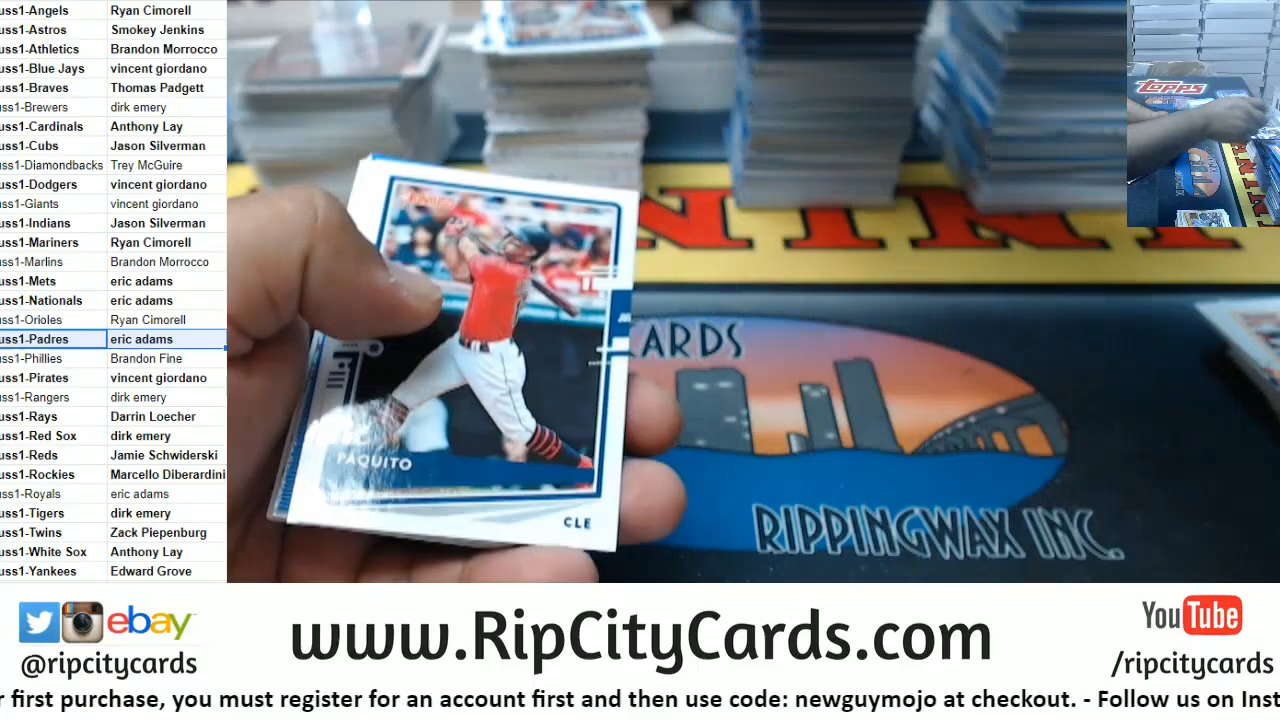 uss1-Angels Ryan Cimorell
uss1-Astros Smokey Jenkins
uss1-Athletics Brandon Morrocco
uss1-Blue Jays vincent giordano
uss1-Braves Thomas Padgett
uss1-Brewers dirk emery
uss1-Cardinals Anthony Lay
uss1-Cubs Jason Silverman
uss1-Diamondbacks Trey McGuire
uss1-Dodgers vincent giordano
uss1-Giants vincent giordano
uss1-Indians Jason Silverman
uss1-Mariners Ryan Cimorell
uss1-Marlins Brandon Morrocco
uss1-Mets eric adams
uss1-Nationals eric adams
uss1-Orioles Ryan Cimorell
uss1-Padres eric adams
uss1-Phillies Brandon Fine
uss1-Pirates vincent giordano
uss1-Rangers dirk emery
uss1-Rays Darrin Loecher
uss1-Red Sox dirk emery
uss1-Reds Jamie Schwiderski
uss1-Rockies Marcello Diberardini
uss1-Royals eric adams
uss1-Tigers dirk emery
uss1-Twins Zack Piepenburg
uss1-White Sox Anthony Lay
uss1-Yankees Edward Grove
Topps
PAQUITO
CLE
CARDS
RIPPINGWAX INC.
ebay
@ripcitycards
www.RipCityCards.com
YouTube
/ripcitycards
r first purchase, you must register for an account first and then use code: newguymojo at checkout. - Follow us on Inst